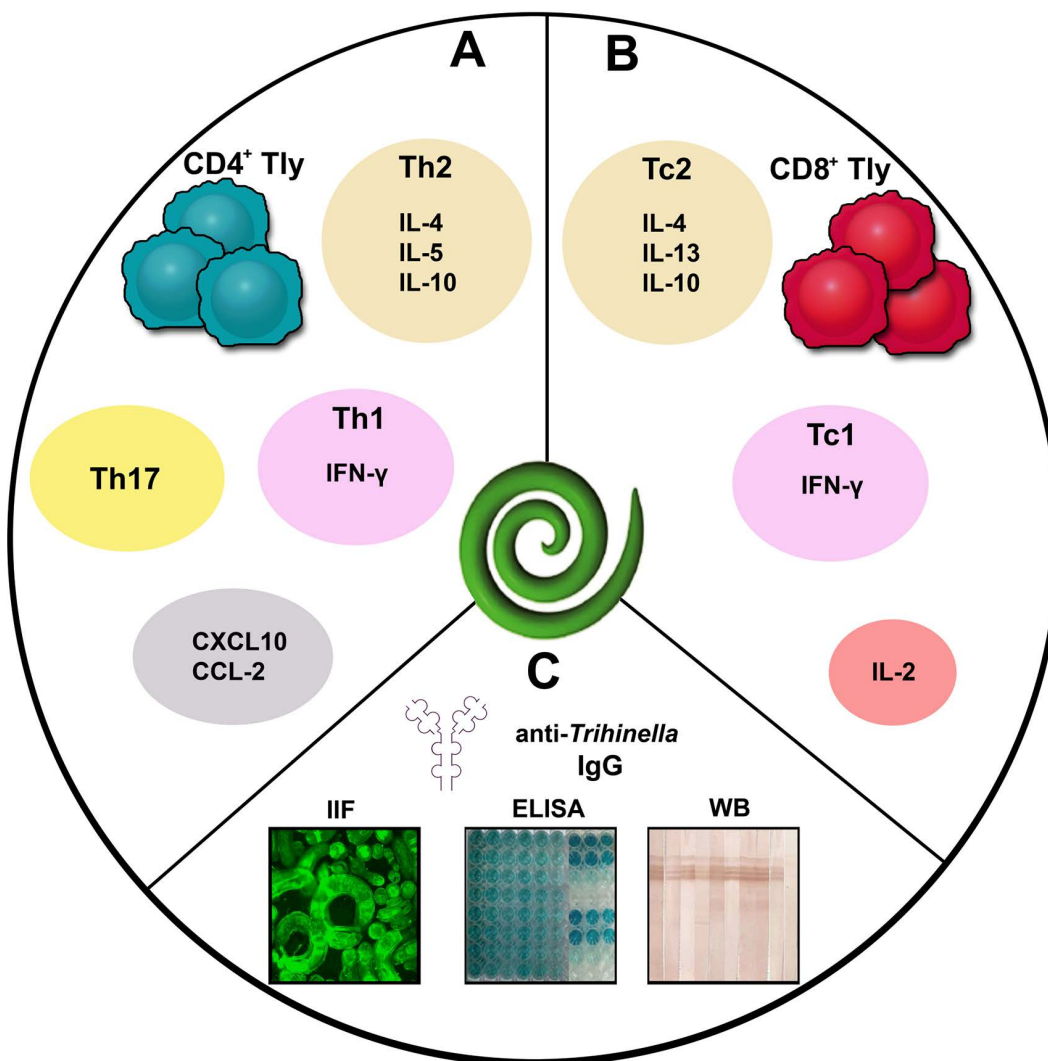 A
CD4⁺ Tly
Th2
IL-4
IL-5
IL-10
Th1
IFN-γ
Th17
CXCL10
CCL-2
B
Tc2
IL-4
IL-13
IL-10
CD8⁺ Tly
Tc1
IFN-γ
IL-2
C
anti-Trihinella
IgG
IIF
ELISA
WB